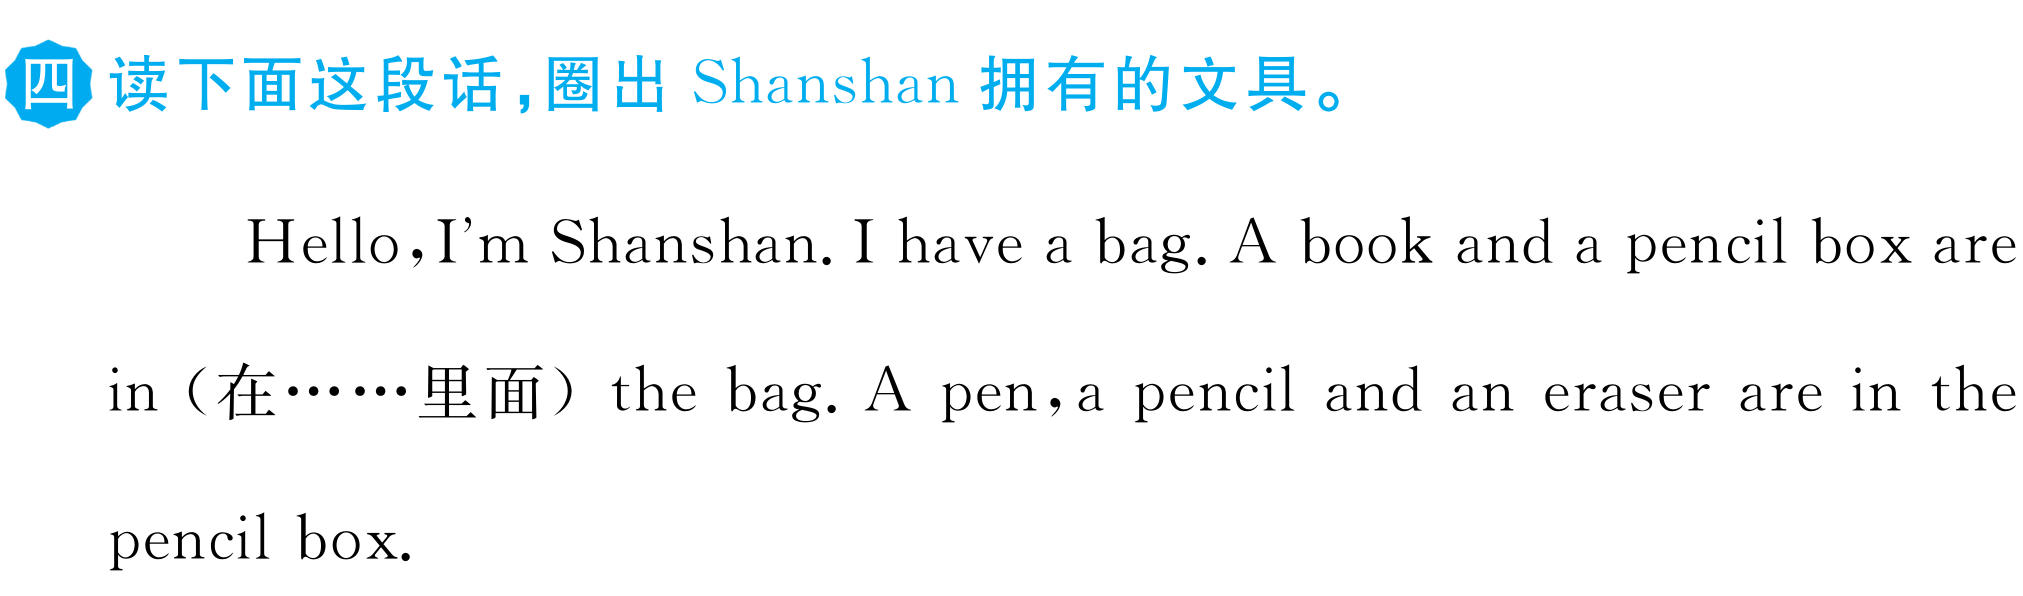 四 读下面这段话,圈出 Shanshan 拥有的文具。
Hello,I'm Shanshan. I have a bag. A book and a pencil box are
in（在……里面）the bag. A pen,a pencil and an eraser are in the
pencil box.